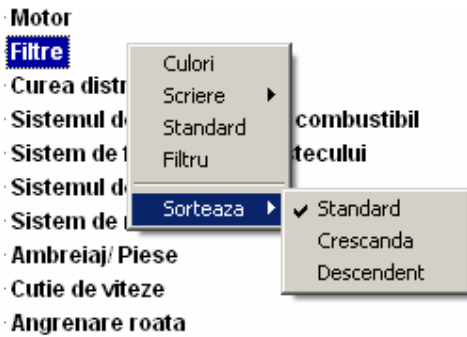 Motor
Filtre
Culori
Curea distr
Scriere
Sistemul d combustibil
Standard
Sistem de tecului
Filtru
Sistemul d
Sorteaza Standard
Sistem de
Crescanda
Ambreiaj/ Piese
Descendent
Cutie de viteze
Angrenare roata